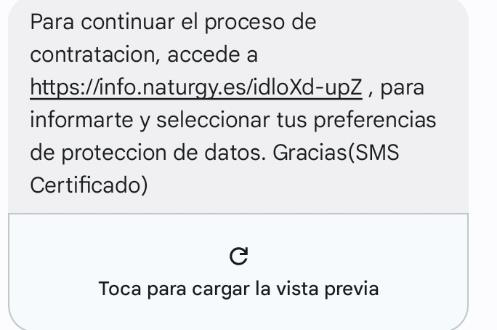 Para continuar el proceso de
contratacion, accede a
https://info.naturgy.es/idloXd-upZ , para
informarte y seleccionar tus preferencias
de proteccion de datos. Gracias(SMS
Certificado)
Toca para cargar la vista previa